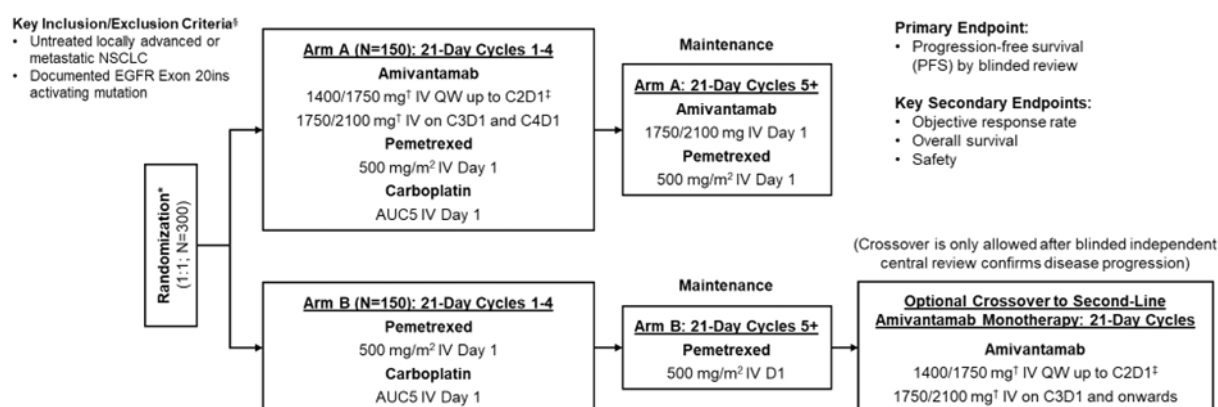 Key Inclusion/Exclusion Criteria§
• Untreated locally advanced or
metastatic NSCLC
• Documented EGFR Exon 20ins
activating mutation
Randomization*
(1:1; N=300)
Arm A (N=150): 21-Day Cycles 1-4
Amivantamab
1400/1750 mg† IV QW up to C2D1‡
1750/2100 mg† IV on C3D1 and C4D1
Pemetrexed
500 mg/m² IV Day 1
Carboplatin
AUC5 IV Day 1
Maintenance
Arm A: 21-Day Cycles 5+
Amivantamab
1750/2100 mg IV Day 1
Pemetrexed
500 mg/m² IV Day 1
Primary Endpoint:
• Progression-free survival
(PFS) by blinded review
Key Secondary Endpoints:
• Objective response rate
• Overall survival
• Safety
Arm B (N=150): 21-Day Cycles 1-4
Pemetrexed
500 mg/m² IV Day 1
Carboplatin
AUC5 IV Day 1
Maintenance
Arm B: 21-Day Cycles 5+
Pemetrexed
500 mg/m² IV D1
(Crossover is only allowed after blinded independent
central review confirms disease progression)
Optional Crossover to Second-Line
Amivantamab Monotherapy: 21-Day Cycles
Amivantamab
1400/1750 mg† IV QW up to C2D1‡
1750/2100 mg† IV on C3D1 and onwards